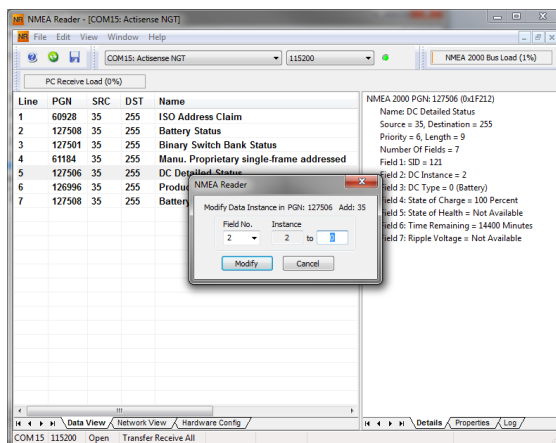 NMEA Reader - [COM15: Actisense NGT]
File Edit View Window Help
COM15: Actisense NGT 115200 NMEA 2000 Bus Load (1%)
PC Receive Load (0%)
Line PGN SRC DST Name
1 60928 35 255 ISO Address Claim
2 127508 35 255 Battery Status
3 127501 35 255 Binary Switch Bank Status
4 61184 35 255 Manu. Proprietary single-frame addressed
5 127506 35 255 DC Detailed Status
6 126996 35 255 Produ
7 127508 35 255 Battery
NMEA 2000 PGN: 127506 (0x1F212)
Name: DC Detailed Status
Source = 35, Destination = 255
Priority = 6, Length = 9
Number Of Fields = 7
Field 1: SID = 121
Field 2: DC Instance = 2
Field 3: DC Type = 0 (Battery)
Field 4: State of Charge = 100 Percent
Field 5: State of Health = Not Available
Field 6: Time Remaining = 14400 Minutes
Field 7: Ripple Voltage = Not Available
NMEA Reader
Modify Data Instance in PGN: 127506 Add: 35
Field No. Instance
2 2 to 0
Modify Cancel
Data View Network View Hardware Config
Details Properties Log
COM15 115200 Open Transfer Receive All